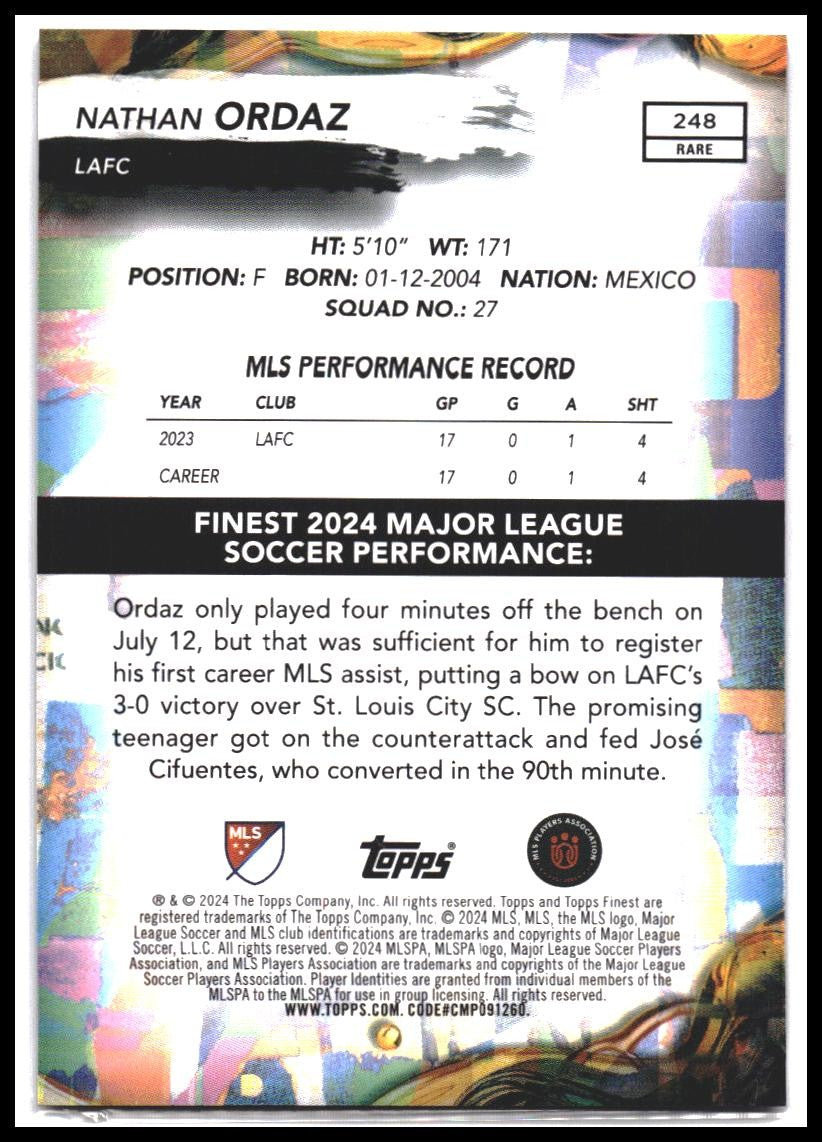 NATHAN ORDAZ
LAFC
248
RARE
HT: 5'10" WT: 171
POSITION: F BORN: 01-12-2004 NATION: MEXICO
SQUAD NO.: 27
MLS PERFORMANCE RECORD
YEAR CLUB GP G A SHT
2023 LAFC 17 0 1 4
CAREER 17 0 1 4
FINEST 2024 MAJOR LEAGUE
SOCCER PERFORMANCE:
Ordaz only played four minutes off the bench on
July 12, but that was sufficient for him to register
his first career MLS assist, putting a bow on LAFC's
3-0 victory over St. Louis City SC. The promising
teenager got on the counterattack and fed José
Cifuentes, who converted in the 90th minute.
MLS
Topps®
MLS PLAYERS ASSOCIATION
® & © 2024 The Topps Company, Inc. All rights reserved. Topps and Topps Finest are
registered trademarks of The Topps Company, Inc. © 2024 MLS, MLS, the MLS logo, Major
League Soccer and MLS club identifications are trademarks and copyrights of Major League
Soccer, L.L.C. All rights reserved. © 2024 MLSPA, MLSPA logo, Major League Soccer Players
Association, and MLS Players Association are trademarks and copyrights of the Major League
Soccer Players Association. Player Identities are granted from individual members of the
MLSPA to the MLSPA for use in group licensing. All rights reserved.
WWW.TOPPS.COM. CODE#CMP091260.